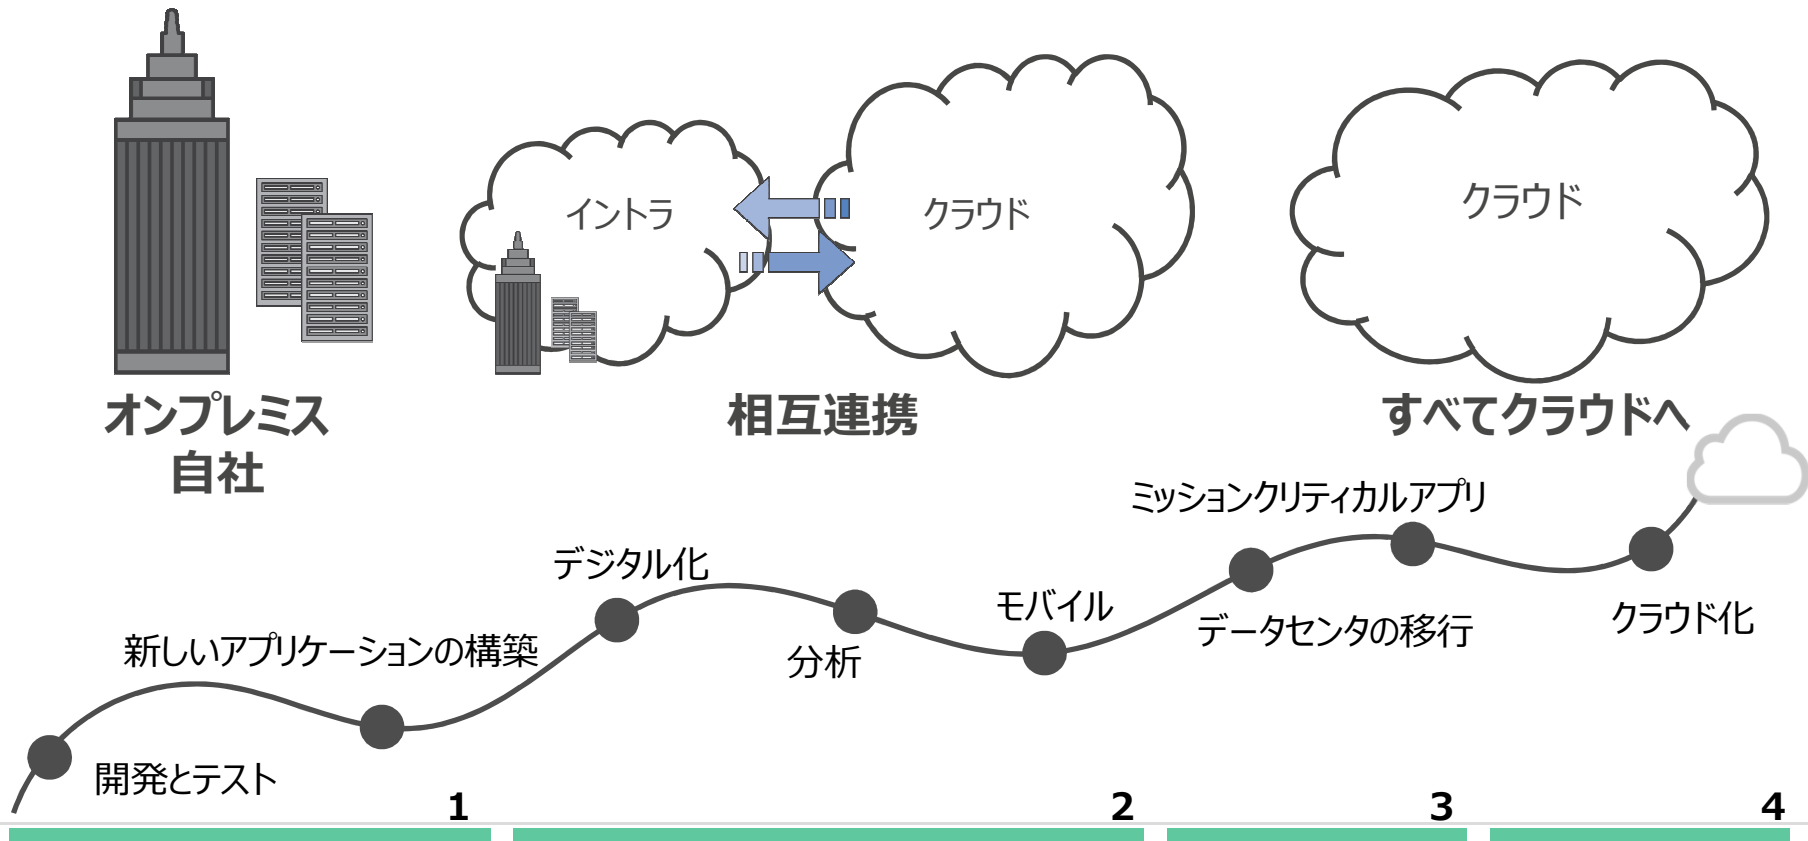 イントラ
クラウド
クラウド
オンプレミス
自社
相互連携
すべてクラウドへ
ミッションクリティカルアプリ
デジタル化
モバイル
データセンタの移行
クラウド化
新しいアプリケーションの構築
分析
開発とテスト
1
2
3
4